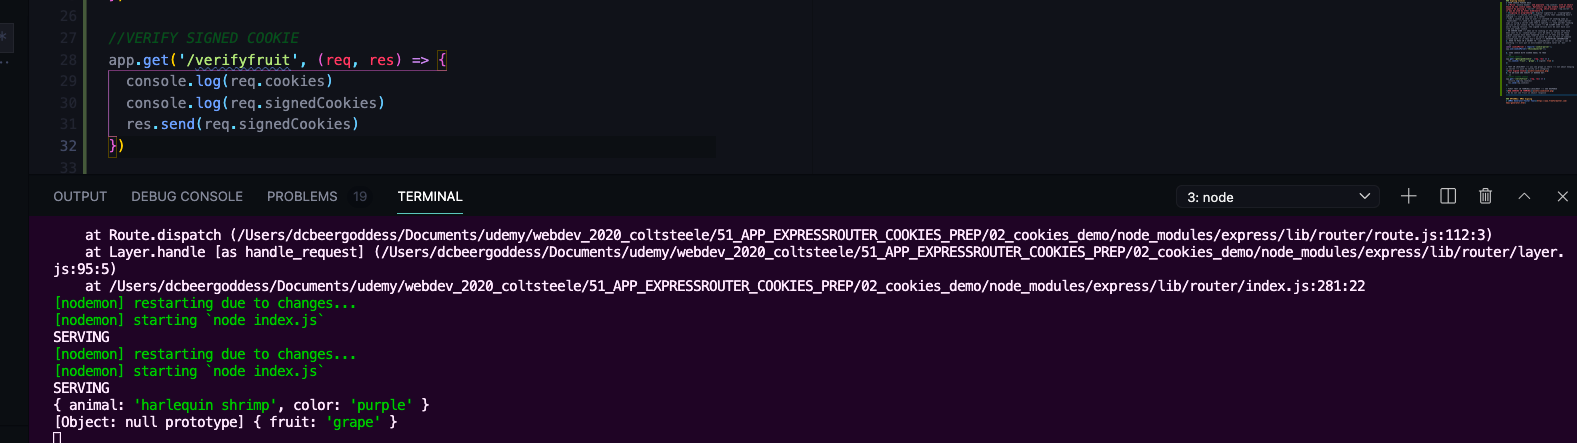 26
27 //VERIFY SIGNED COOKIE
28 app.get('/verifyfruit', (req, res) => {
29 console.log(req.cookies)
30 console.log(req.signedCookies)
31 res.send(req.signedCookies)
32 })
33
OUTPUT DEBUG CONSOLE PROBLEMS 19 TERMINAL 3: node
at Route.dispatch (/Users/dcbeergoddess/Documents/udemy/webdev_2020_coltsteele/51_APP_EXPRESSROUTER_COOKIES_PREP/02_cookies_demo/node_modules/express/lib/router/route.js:112:3)
at Layer.handle [as handle_request] (/Users/dcbeergoddess/Documents/udemy/webdev_2020_coltsteele/51_APP_EXPRESSROUTER_COOKIES_PREP/02_cookies_demo/node_modules/express/lib/router/layer.
js:95:5)
at /Users/dcbeergoddess/Documents/udemy/webdev_2020_coltsteele/51_APP_EXPRESSROUTER_COOKIES_PREP/02_cookies_demo/node_modules/express/lib/router/index.js:281:22
[nodemon] restarting due to changes...
[nodemon] starting `node index.js`
SERVING
[nodemon] restarting due to changes...
[nodemon] starting `node index.js`
SERVING
{ animal: 'harlequin shrimp', color: 'purple' }
[Object: null prototype] { fruit: 'grape' }